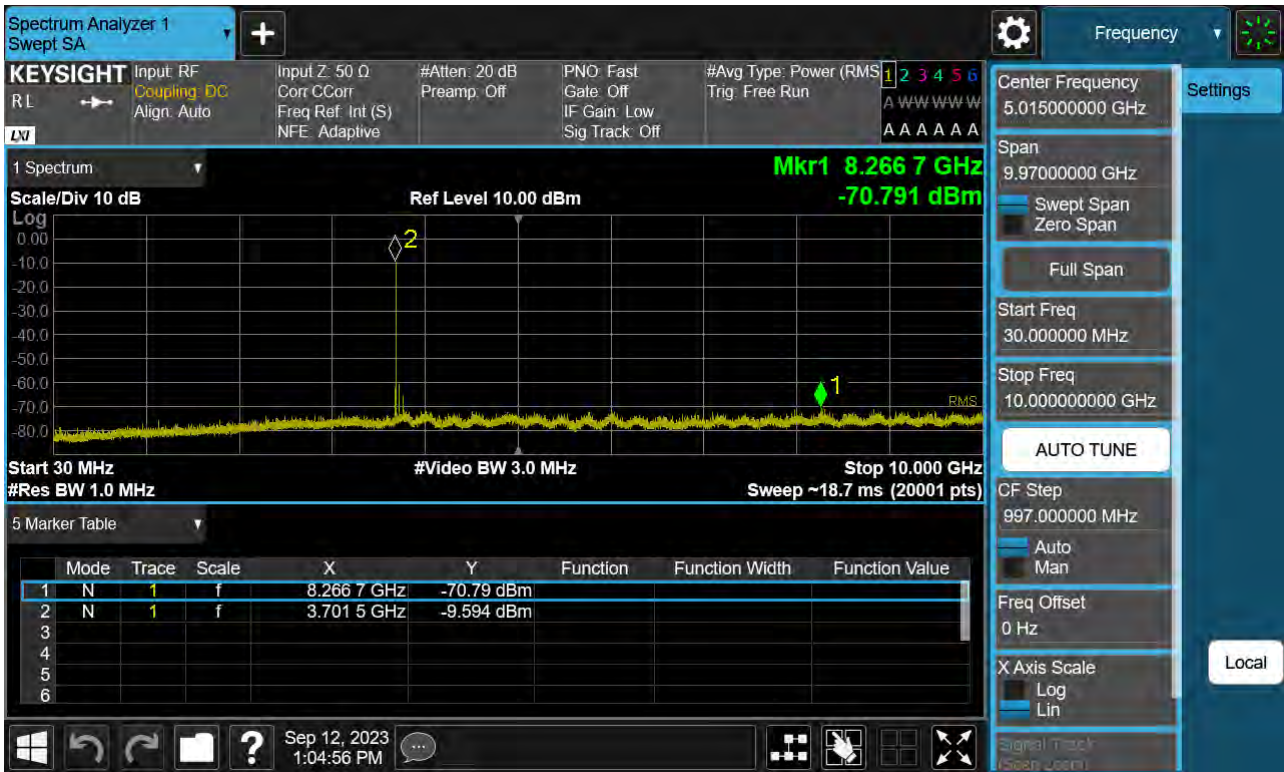 Spectrum Analyzer 1
Swept SA
+
Frequency
KEYSIGHT
RL
LXI
Input: RF
Coupling: DC
Align: Auto
Input Z: 50 Ω
Corr CCorr
Freq Ref: Int (S)
NFE: Adaptive
#Atten: 20 dB
Preamp: Off
PNO: Fast
Gate: Off
IF Gain: Low
Sig Track: Off
#Avg Type: Power (RMS
Trig: Free Run
1 2 3 4 5 6
A W W W W W
A A A A A A
1 Spectrum
Mkr1 8.266 7 GHz
Scale/Div 10 dB
Ref Level 10.00 dBm
-70.791 dBm
Log
0.00
-10.0
-20.0
-30.0
-40.0
-50.0
-60.0
-70.0
-80.0
2
1
RMS
Start 30 MHz
#Video BW 3.0 MHz
Stop 10.000 GHz
#Res BW 1.0 MHz
Sweep ~18.7 ms (20001 pts)
5 Marker Table
Mode Trace Scale X Y Function Function Width Function Value
1 N 1 f 8.266 7 GHz -70.79 dBm
2 N 1 f 3.701 5 GHz -9.594 dBm
3
4
5
6
Sep 12, 2023
1:04:56 PM
?
Center Frequency
5.015000000 GHz
Settings
Span
9.97000000 GHz
Swept Span
Zero Span
Full Span
Start Freq
30.000000 MHz
Stop Freq
10.000000000 GHz
AUTO TUNE
CF Step
997.000000 MHz
Auto
Man
Freq Offset
0 Hz
X Axis Scale
Log
Lin
Local
Signal Track
(Span Zoom)